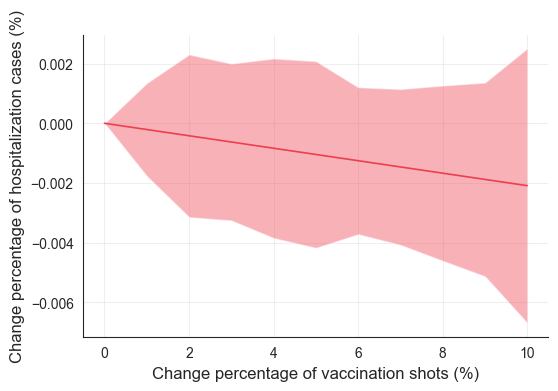 Change percentage of hospitalization cases (%)
0.002
0.000
−0.002
−0.004
−0.006
0 2 4 6 8 10
Change percentage of vaccination shots (%)